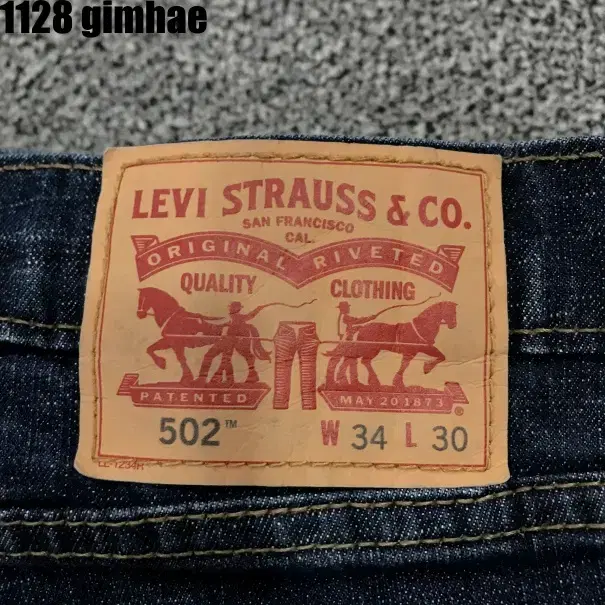 1128 gimhae
LEVI STRAUSS & CO.
SAN FRANCISCO
CAL.
ORIGINAL RIVETED
QUALITY CLOTHING
PATENTED MAY 20 1873 ®
502™ W 34 L 30